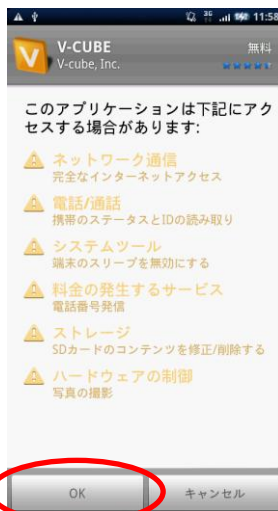 3G 11:58
V-CUBE 無料
V-cube, Inc.
このアプリケーションは下記にアク
セスする場合があります:
ネットワーク通信
完全なインターネットアクセス
電話/通話
携帯のステータスとIDの読み取り
システムツール
端末のスリープを無効にする
料金の発生するサービス
電話番号発信
ストレージ
SDカードのコンテンツを修正/削除する
ハードウェアの制御
写真の撮影
OK キャンセル